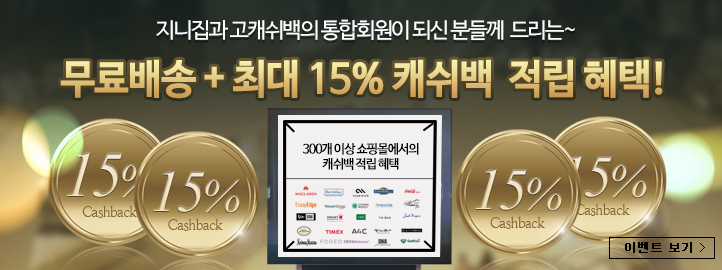 지니집과 고캐쉬백의 통합회원이 되신 분들께 드리는~
무료배송 + 최대 15% 캐쉬백 적립 혜택!
300개 이상 쇼핑몰에서의
캐쉬백 적립 혜택
15%
Cashback
15%
Cashback
15%
Cashback
15%
Cashback
MACLAREN
EssayEdge
TIMEX
A4C
FOREO
이벤트 보기 >